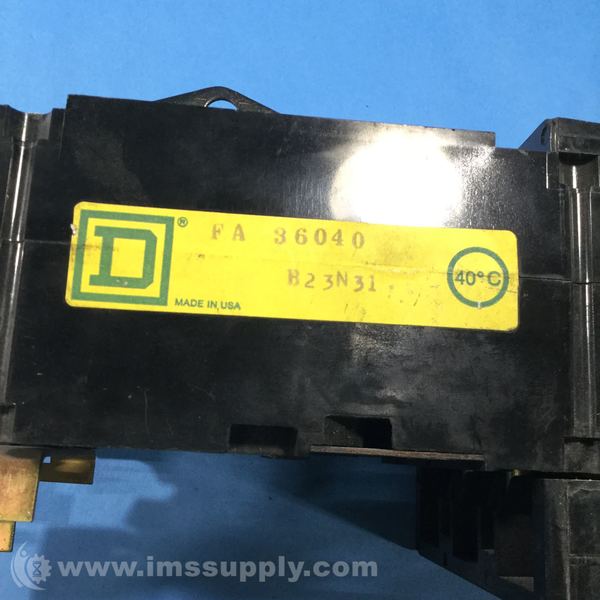 D ®
FA 36040
B23N31
40°C
MADE IN USA
www.imssupply.com